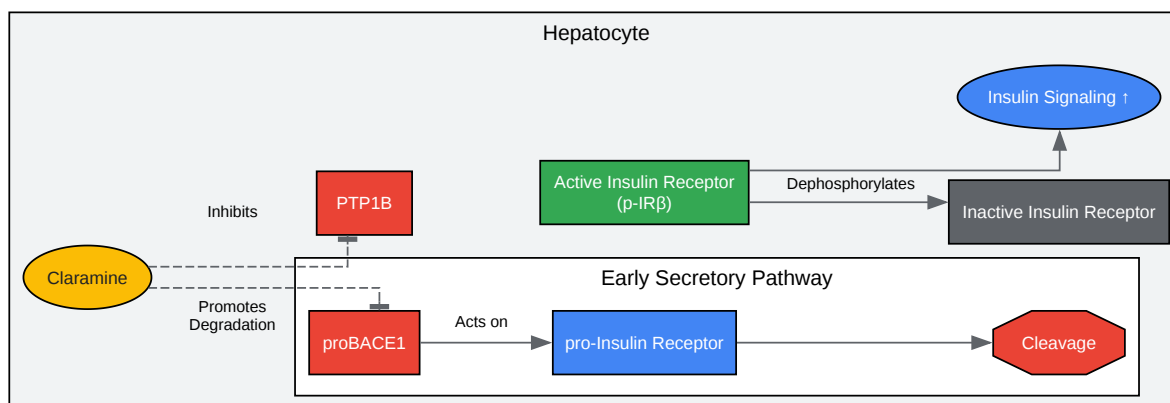 Hepatocyte
Insulin Signaling ↑
Active Insulin Receptor
(p-IRβ)
Dephosphorylates
Inactive Insulin Receptor
PTP1B
Inhibits
Claramine
Promotes
Degradation
Early Secretory Pathway
proBACE1
Acts on
pro-Insulin Receptor
Cleavage